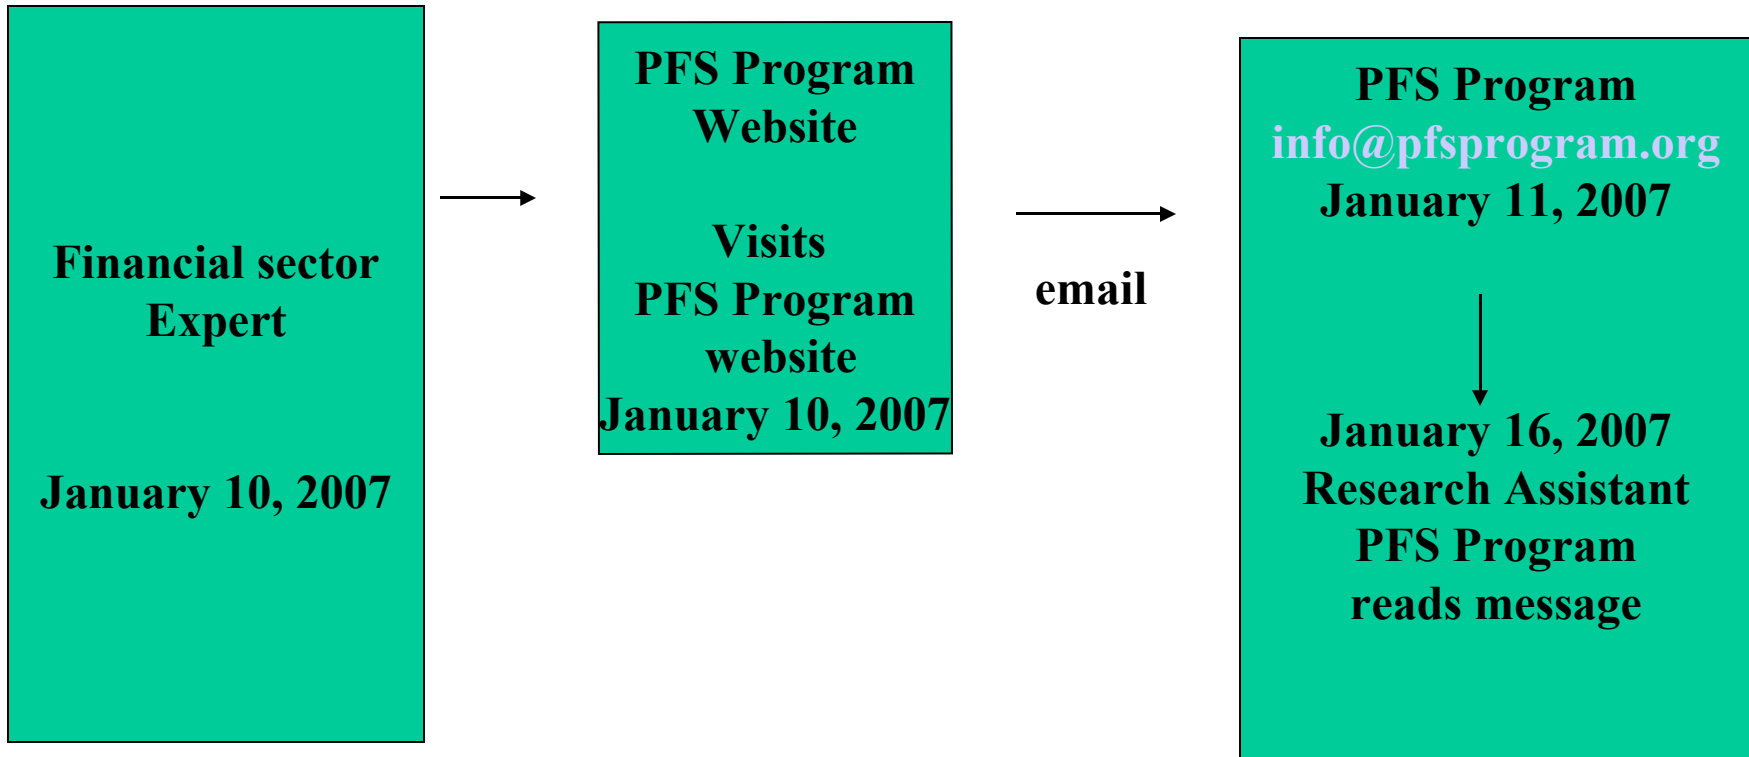 Financial sector
Expert
January 10, 2007
PFS Program
Website
Visits
PFS Program
website
January 10, 2007
email
PFS Program
info@pfsprogram.org
January 11, 2007
January 16, 2007
Research Assistant
PFS Program
reads message